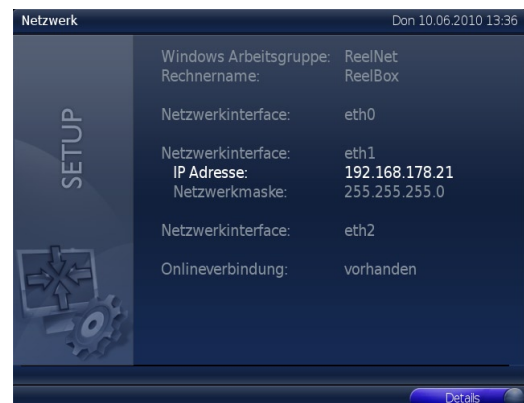 Netzwerk Don 10.06.2010 13:36
SETUP
Windows Arbeitsgruppe: ReelNet
Rechnername: ReelBox
Netzwerkinterface: eth0
Netzwerkinterface: eth1
IP Adresse: 192.168.178.21
Netzwerkmaske: 255.255.255.0
Netzwerkinterface: eth2
Onlineverbindung: vorhanden
Details